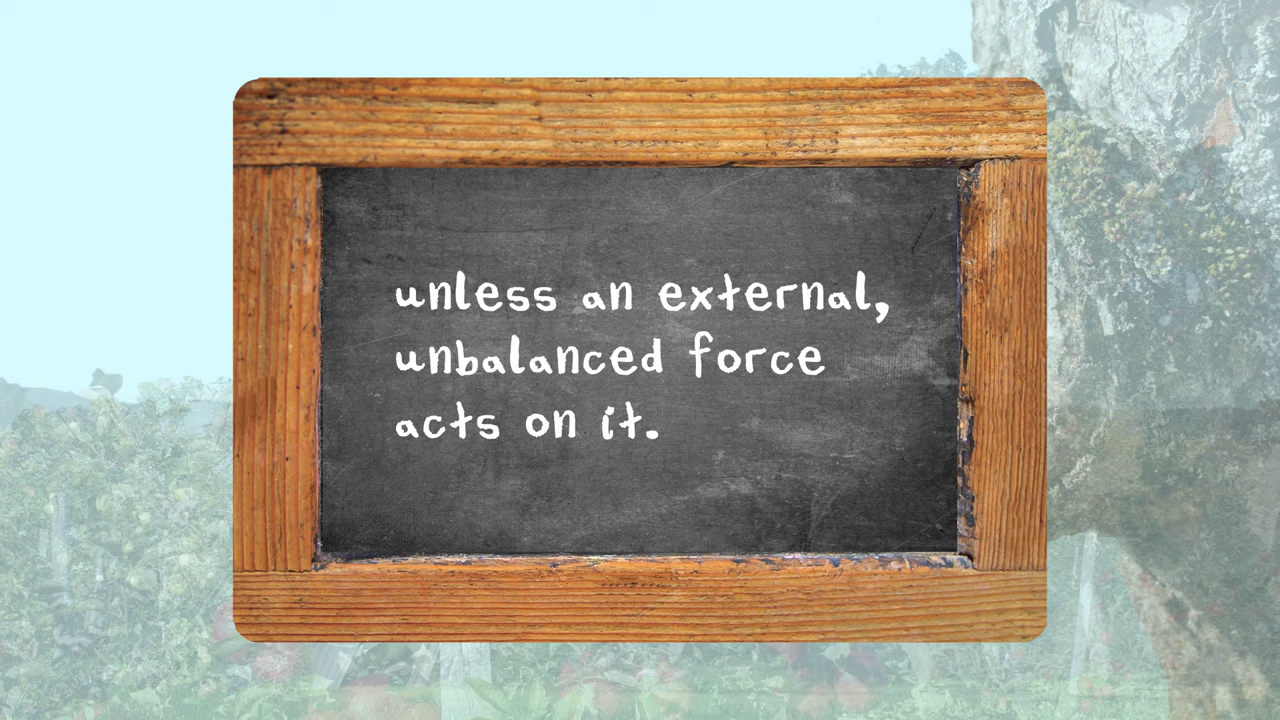 unless an external,
unbalanced force
acts on it.